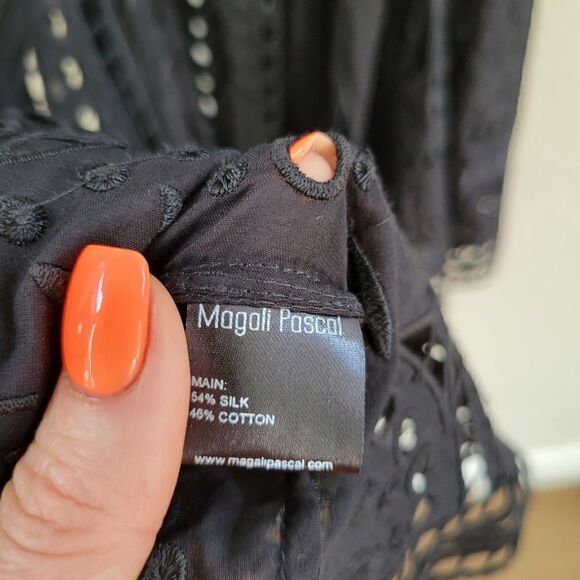 Magali Pascal
MAIN:
54% SILK
46% COTTON
www.magalipascal.com